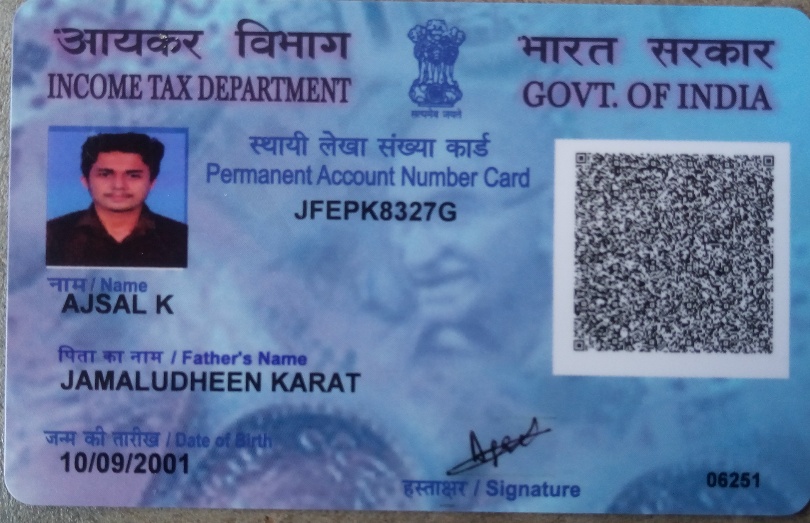 आयकर विभाग
INCOME TAX DEPARTMENT
सत्यमेव जयते
भारत सरकार
GOVT. OF INDIA
स्थायी लेखा संख्या कार्ड
Permanent Account Number Card
JFEPK8327G
नाम / Name
AJSAL K
पिता का नाम / Father's Name
JAMALUDHEEN KARAT
जन्म की तारीख / Date of Birth
10/09/2001
हस्ताक्षर / Signature
06251